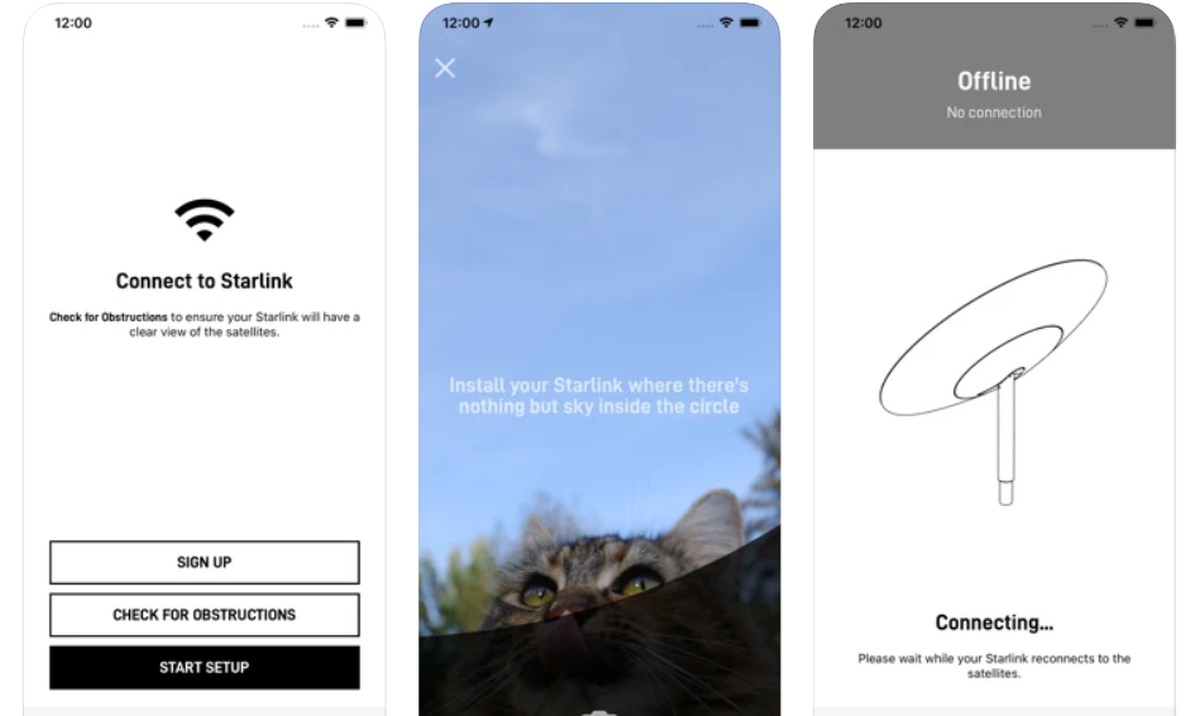 12:00
Connect to Starlink
Check for Obstructions to ensure your Starlink will have a
clear view of the satellites.
SIGN UP
CHECK FOR OBSTRUCTIONS
START SETUP
12:00
Install your Starlink where there's
nothing but sky inside the circle
12:00
Offline
No connection
Connecting...
Please wait while your Starlink reconnects to the
satellites.